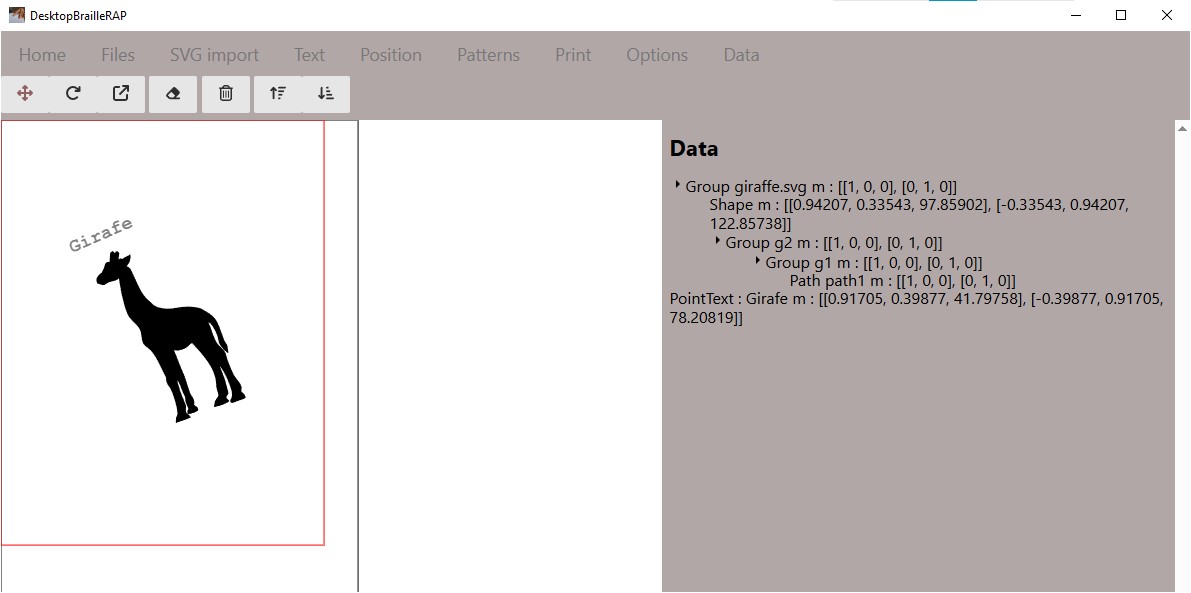 DesktopBrailleRAP
Home Files SVG import Text Position Patterns Print Options Data
Girafe
Data
Group giraffe.svg m : [[1, 0, 0], [0, 1, 0]]
Shape m : [[0.94207, 0.33543, 97.85902], [-0.33543, 0.94207,
122.85738]]
Group g2 m : [[1, 0, 0], [0, 1, 0]]
Group g1 m : [[1, 0, 0], [0, 1, 0]]
Path path1 m : [[1, 0, 0], [0, 1, 0]]
PointText : Girafe m : [[0.91705, 0.39877, 41.79758], [-0.39877, 0.91705,
78.20819]]